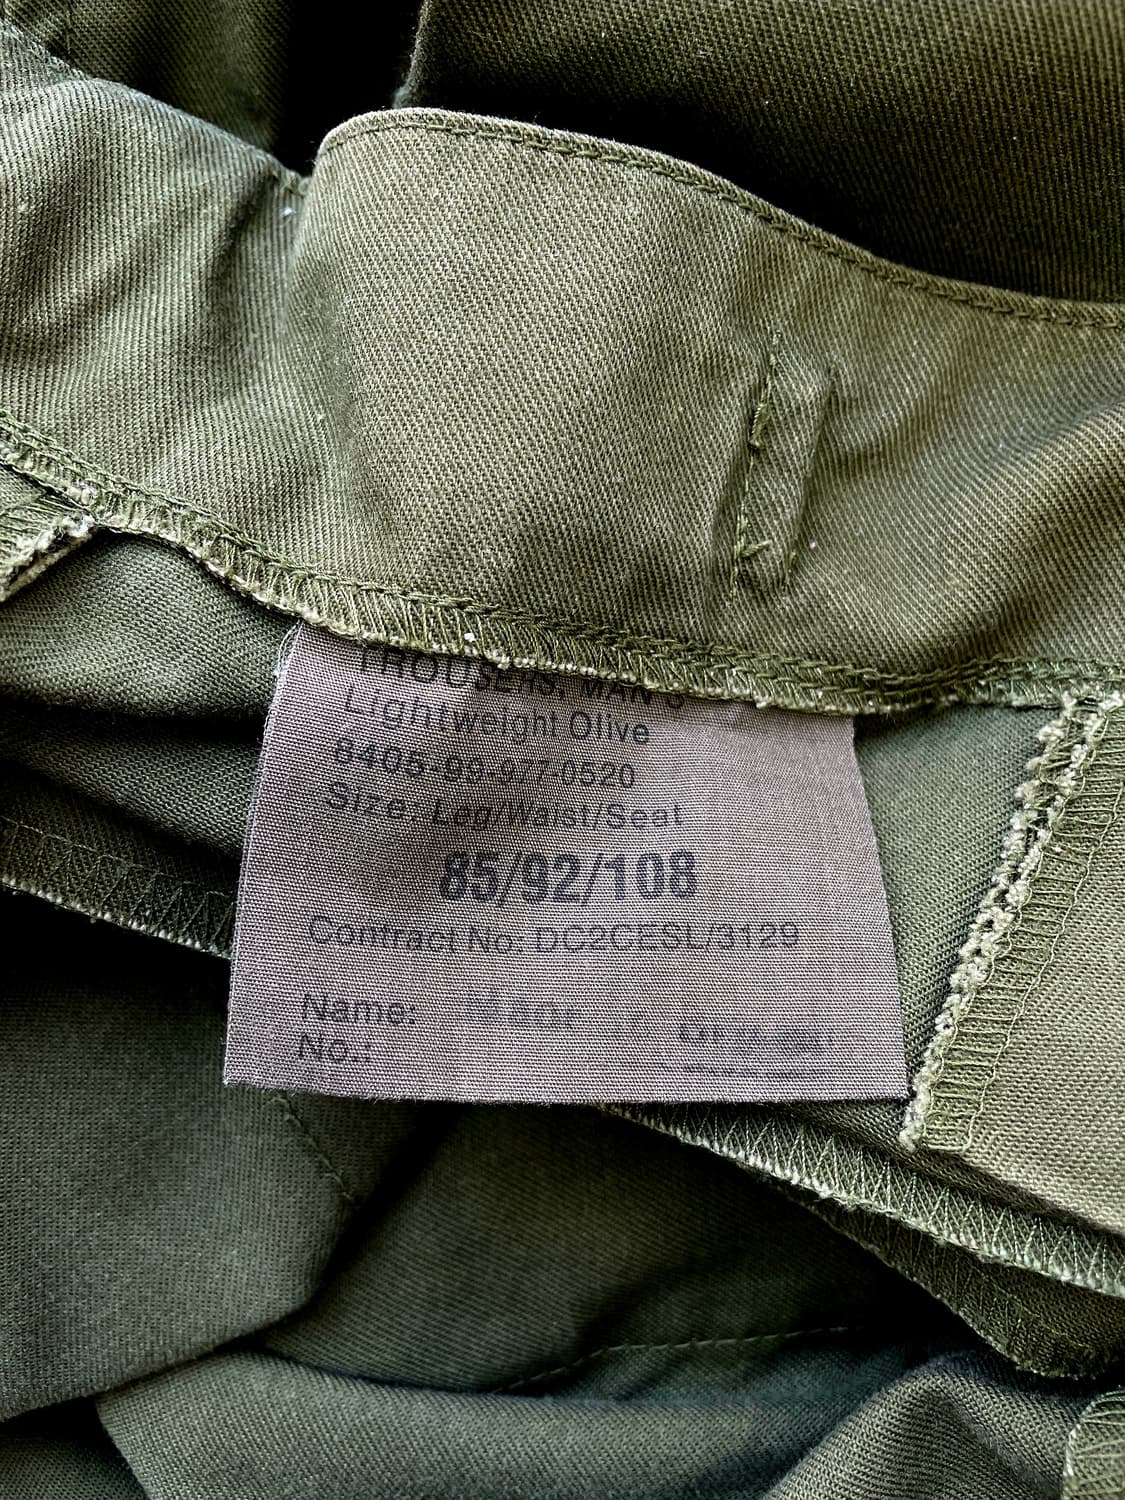 TROUSERS, MAN'S
Lightweight Olive
8405-99-977-0520
Size: Leg/Waist/Seat
85/92/108
Contract No: DC2CESL/3129
Name:
No.: